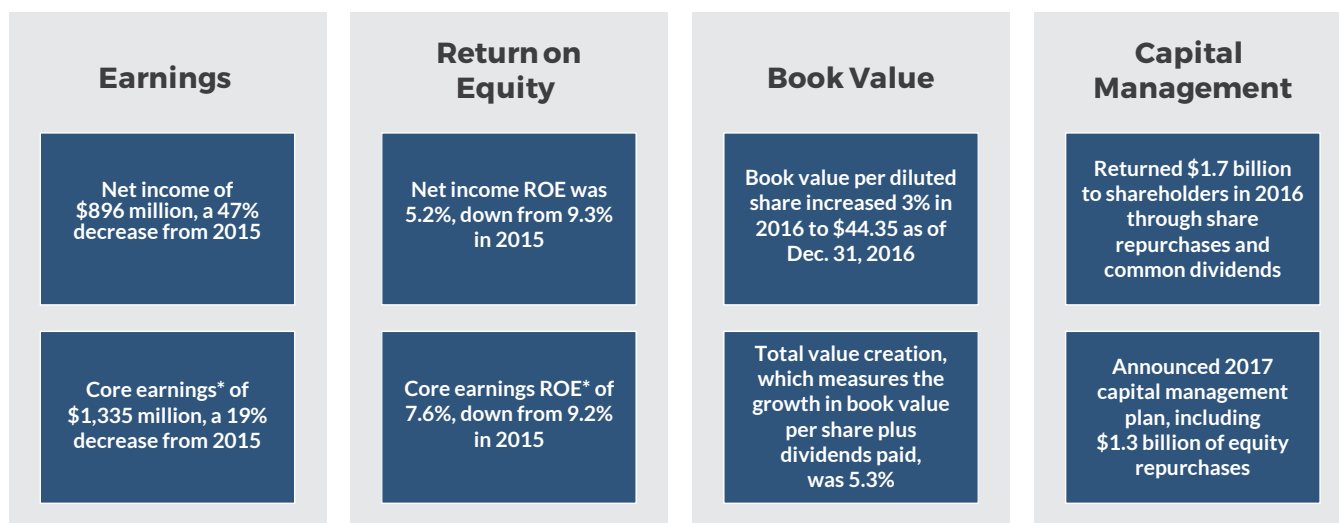 Earnings
Net income of
$896 million, a 47%
decrease from 2015
Core earnings* of
$1,335 million, a 19%
decrease from 2015
Return on
Equity
Net income ROE was
5.2%, down from 9.3%
in 2015
Core earnings ROE* of
7.6%, down from 9.2%
in 2015
Book Value
Book value per diluted
share increased 3% in
2016 to $44.35 as of
Dec. 31, 2016
Total value creation,
which measures the
growth in book value
per share plus
dividends paid,
was 5.3%
Capital
Management
Returned $1.7 billion
to shareholders in 2016
through share
repurchases and
common dividends
Announced 2017
capital management
plan, including
$1.3 billion of equity
repurchases